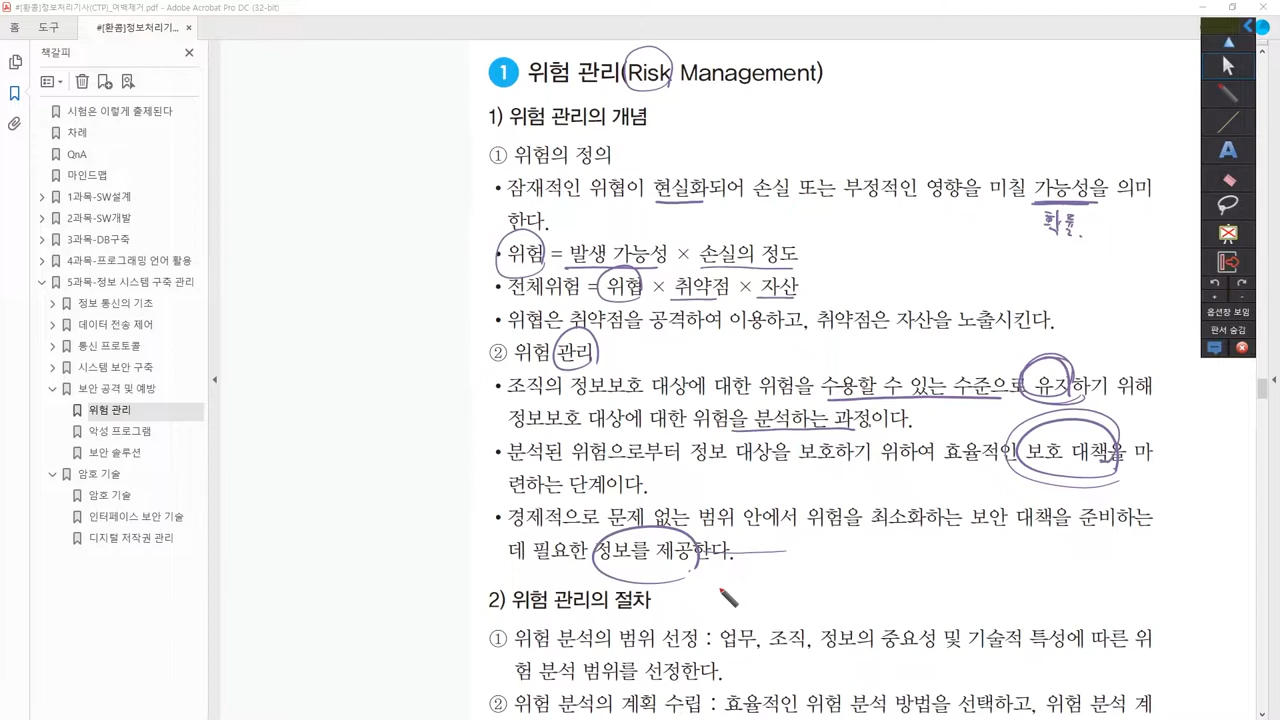 #[황콤]정보처리기사(CTP)_여백제거.pdf - Adobe Acrobat Pro DC (32-bit)
홈 도구 #[황콤]정보처리기... ×
책갈피
시험은 이렇게 출제된다
차례
QnA
마인드맵
1과목-SW설계
2과목-SW개발
3과목-DB구축
4과목-프로그래밍 언어 활용
5과목-정보 시스템 구축 관리
정보 통신의 기초
데이터 전송 제어
통신 프로토콜
시스템 보안 구축
보안 공격 및 예방
위험 관리
악성 프로그램
보안 솔루션
암호 기술
암호 기술
인터페이스 보안 기술
디지털 저작권 관리
1 위험 관리(Risk Management)
1) 위험 관리의 개념
① 위험의 정의
• 잠재적인 위협이 현실화되어 손실 또는 부정적인 영향을 미칠 가능성을 의미
한다.
확률.
• 위험 = 발생 가능성 × 손실의 정도
• 전체위험 = 위협 × 취약점 × 자산
• 위협은 취약점을 공격하여 이용하고, 취약점은 자산을 노출시킨다.
② 위험 관리
• 조직의 정보보호 대상에 대한 위험을 수용할 수 있는 수준으로 유지하기 위해
정보보호 대상에 대한 위험을 분석하는 과정이다.
• 분석된 위험으로부터 정보 대상을 보호하기 위하여 효율적인 보호 대책을 마
련하는 단계이다.
• 경제적으로 문제 없는 범위 안에서 위험을 최소화하는 보안 대책을 준비하는
데 필요한 정보를 제공한다.
2) 위험 관리의 절차
① 위험 분석의 범위 선정 : 업무, 조직, 정보의 중요성 및 기술적 특성에 따른 위
험 분석 범위를 선정한다.
② 위험 분석의 계획 수립 : 효율적인 위험 분석 방법을 선택하고, 위험 분석 계
A
옵션창 보임
판서 숨김